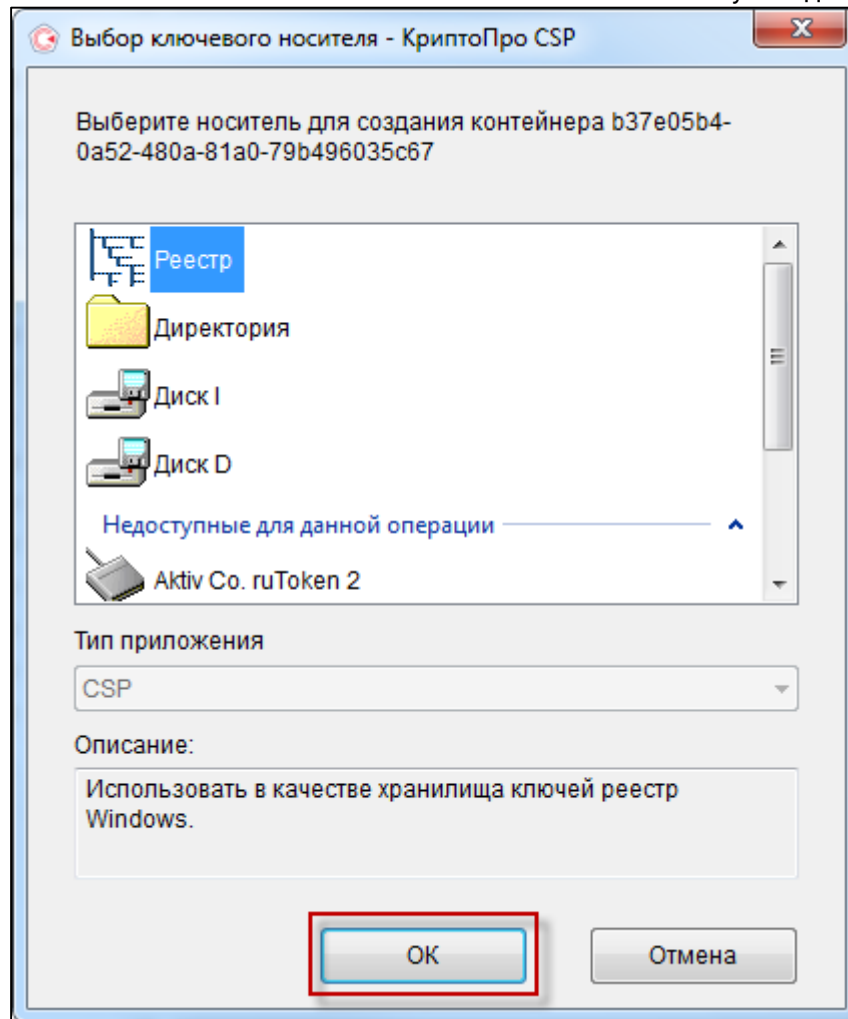 Выбор ключевого носителя - КриптоПро CSP
Выберите носитель для создания контейнера b37e05b4-
0a52-480a-81a0-79b496035c67
Реестр
Директория
Диск I
Диск D
Недоступные для данной операции
Aktiv Co. ruToken 2
Тип приложения
CSP
Описание:
Использовать в качестве хранилища ключей реестр
Windows.
ОК
Отмена